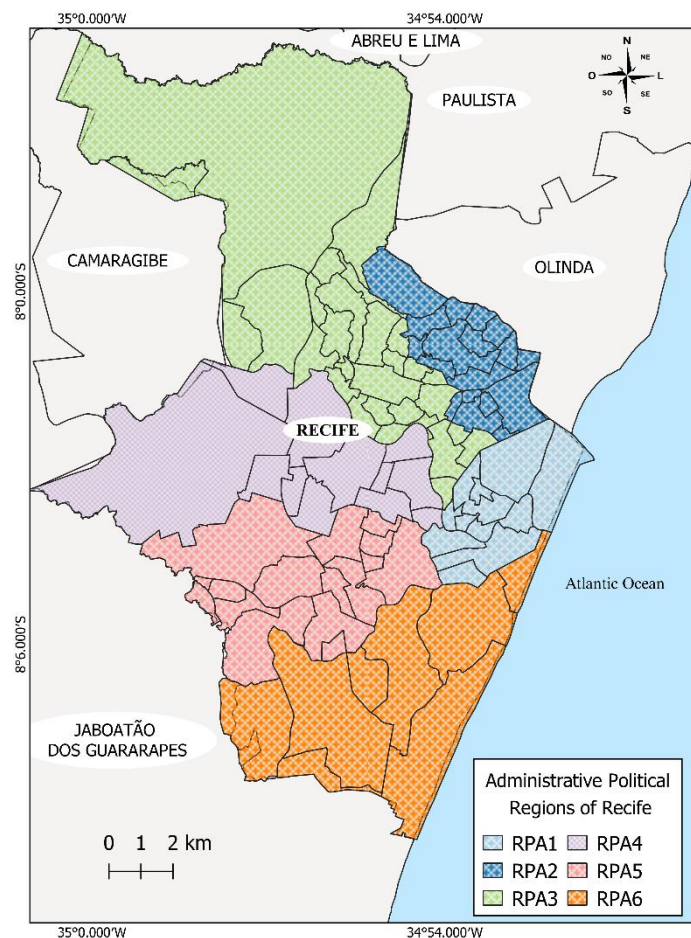 35°0.000'W 34°54.000'W
ABREU E LIMA
N
NO NE
O L
SO SE
S
PAULISTA
CAMARAGIBE
OLINDA
8°0.000'S
RECIFE
Atlantic Ocean
8°6.000'S
JABOATÃO
DOS GUARARAPES
Administrative Political
Regions of Recife
RPA1 RPA4
RPA2 RPA5
RPA3 RPA6
0 1 2 km
35°0.000'W 34°54.000'W